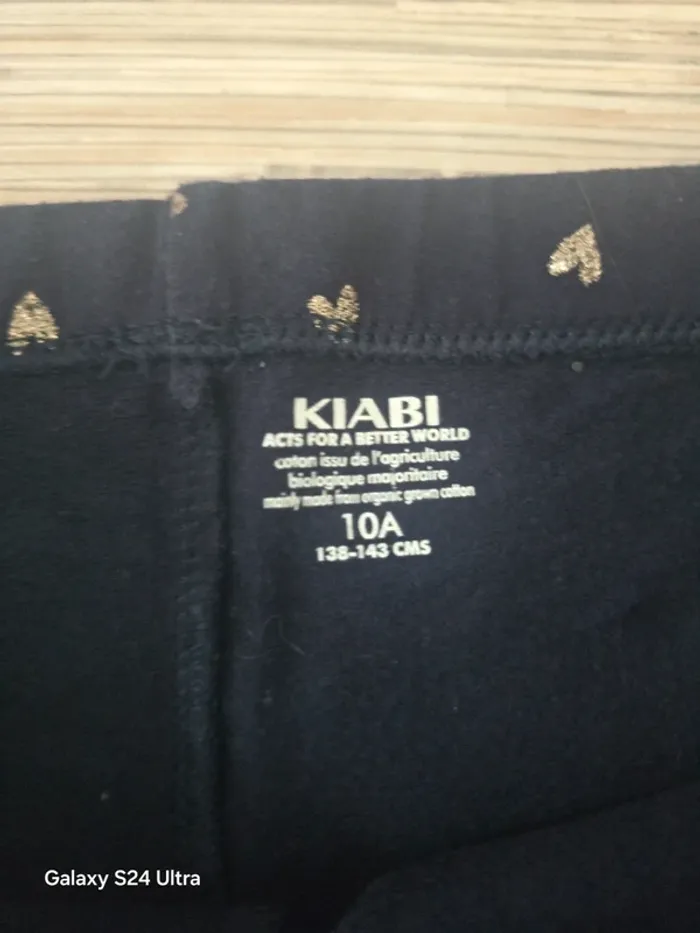 KIABI
ACTS FOR A BETTER WORLD
coton issu de l'agriculture
biologique majoritaire
mainly made from organic grown cotton
10A
138-143 CMS
Galaxy S24 Ultra